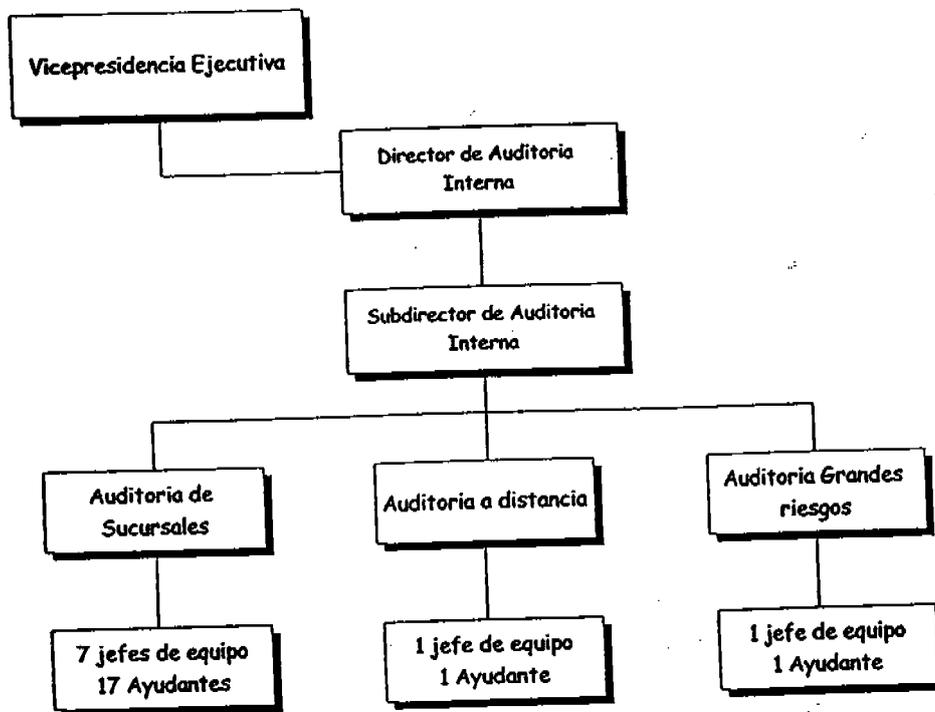 Vicepresidencia Ejecutiva
Director de Auditoria
Interna
Subdirector de Auditoria
Interna
Auditoria de
Sucursales
Auditoria a distancia
Auditoria Grandes
riesgos
7 jefes de equipo
17 Ayudantes
1 jefe de equipo
1 Ayudante
1 jefe de equipo
1 Ayudante